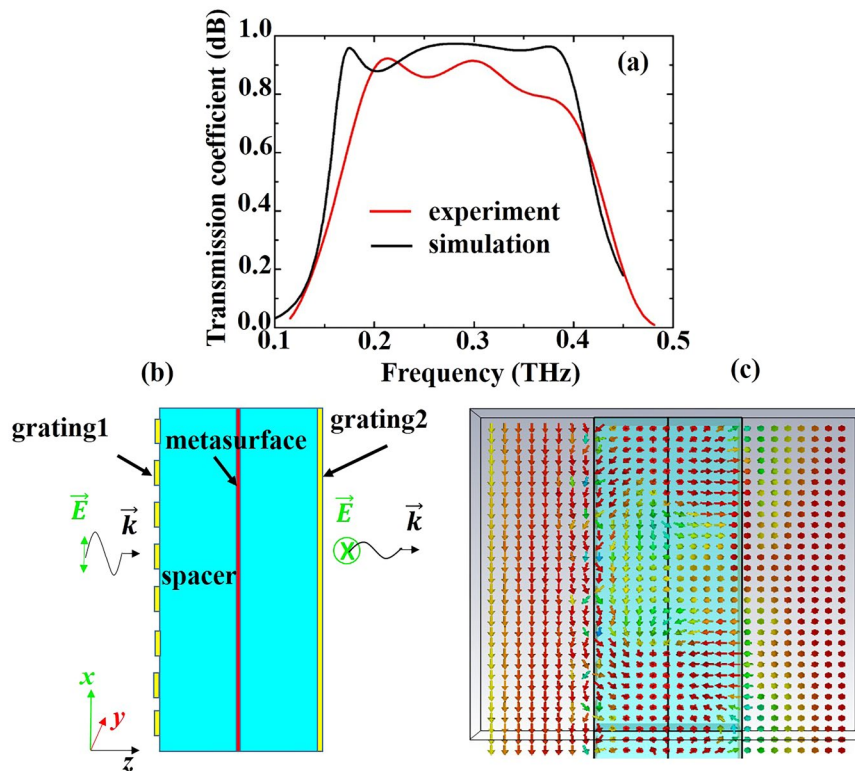 Transmission coefficient (dB)
1.0
0.8
0.6
0.4
0.2
0.0
(a)
experiment
simulation
0.1 0.2 0.3 0.4 0.5
Frequency (THz)
(b)
(c)
grating1
metasurface
grating2
E
k
E
k
spacer
x
y
z